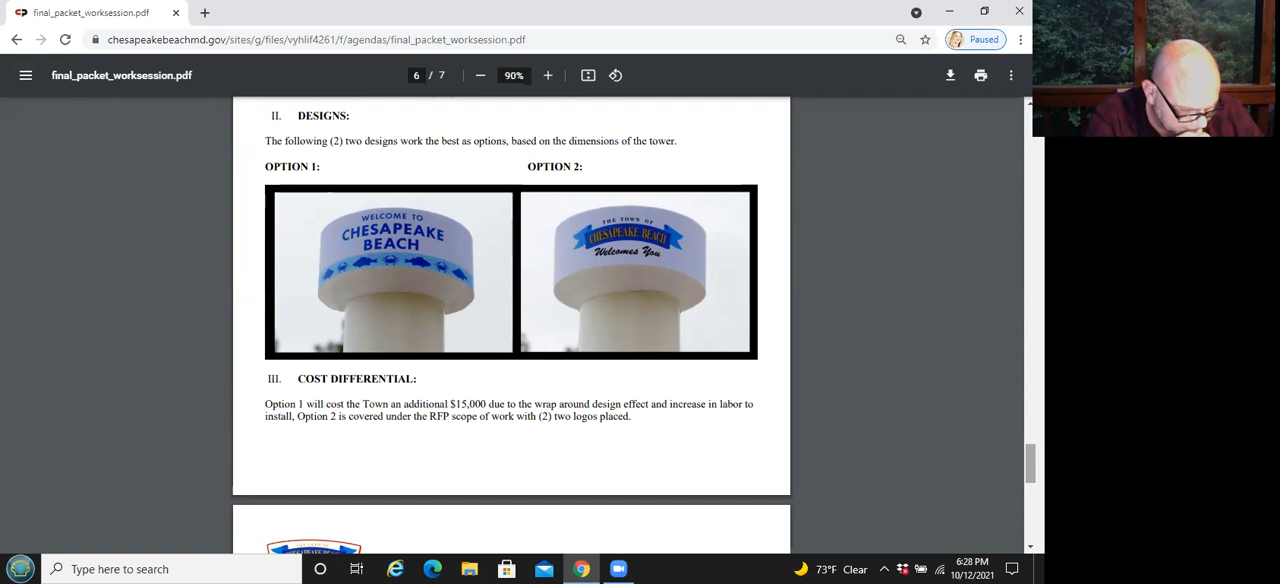 final_packet_worksession.pdf
chesapeakebeachmd.gov/sites/g/files/vyhlif4261/f/agendas/final_packet_worksession.pdf
Paused
final_packet_worksession.pdf
6 / 7
90%
II. DESIGNS:
The following (2) two designs work the best as options, based on the dimensions of the tower.
OPTION 1:
OPTION 2:
WELCOME TO
CHESAPEAKE
BEACH
THE TOWN OF
CHESAPEAKE BEACH
Welcomes You
III. COST DIFFERENTIAL:
Option 1 will cost the Town an additional $15,000 due to the wrap around design effect and increase in labor to
install, Option 2 is covered under the RFP scope of work with (2) two logos placed.
Type here to search
73°F Clear
6:28 PM
10/12/2021